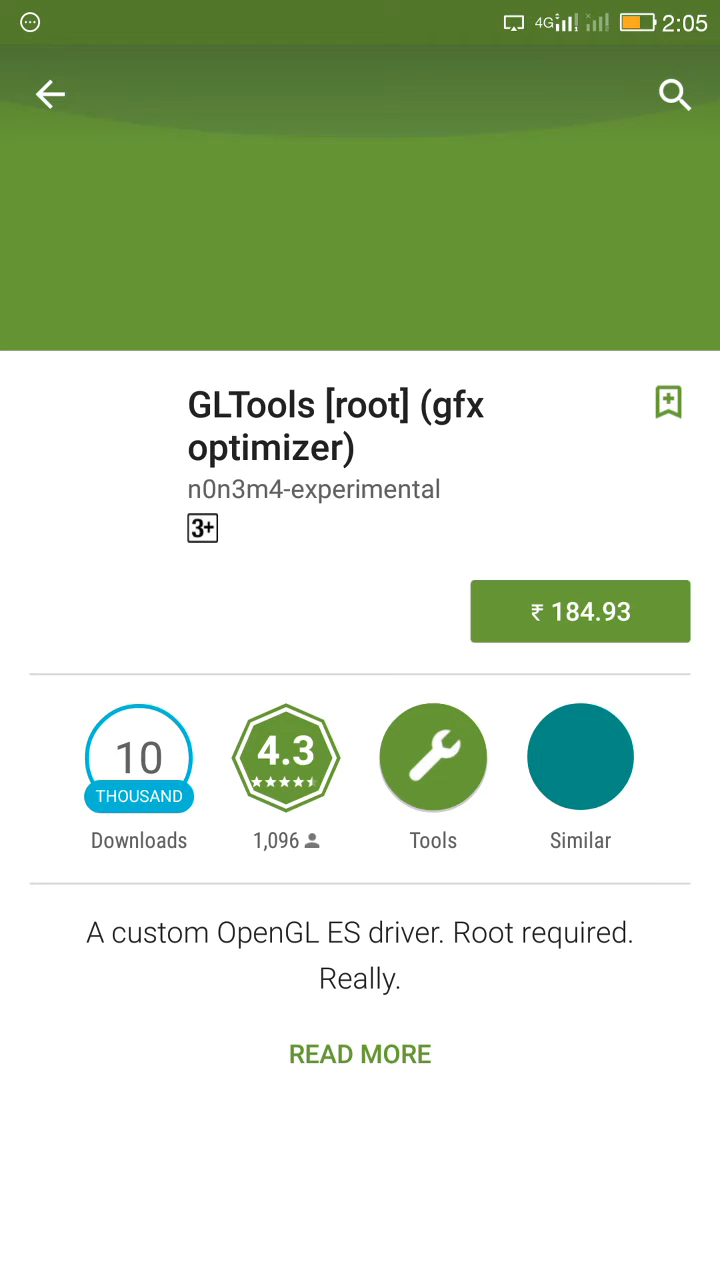 4G 2:05
GLTools [root] (gfx
optimizer)
n0n3m4-experimental
3+
₹ 184.93
10
THOUSAND
Downloads
4.3
1,096
Tools
Similar
A custom OpenGL ES driver. Root required.
Really.
READ MORE